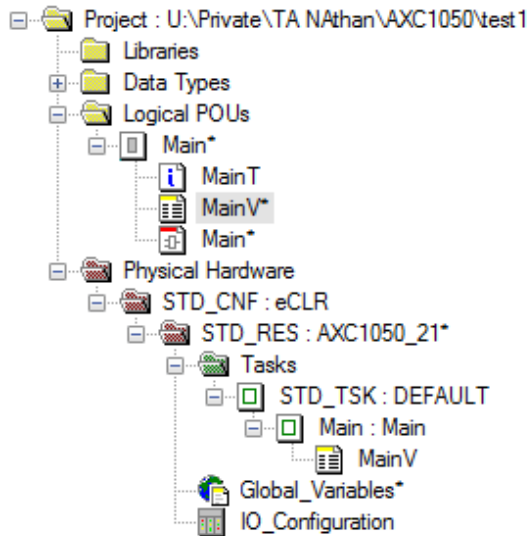 Project : U:\Private\TA NAthan\AXC1050\test1
Libraries
Data Types
Logical POUs
Main*
MainT
MainV*
Main*
Physical Hardware
STD_CNF : eCLR
STD_RES : AXC1050_21*
Tasks
STD_TSK : DEFAULT
Main : Main
MainV
Global_Variables*
IO_Configuration